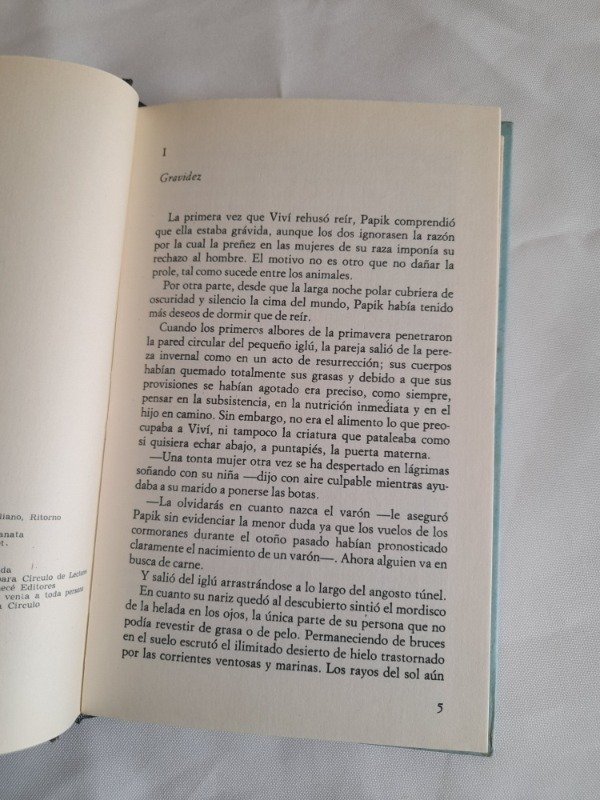 liano, Ritorno
anata
et.
da
para Círculo de Lectores
ecé Editores
venta a toda persona
Círculo
I
Gravidez
La primera vez que Viví rehusó reír, Papik comprendió
que ella estaba grávida, aunque los dos ignorasen la razón
por la cual la preñez en las mujeres de su raza imponía su
rechazo al hombre. El motivo no es otro que no dañar la
prole, tal como sucede entre los animales.
Por otra parte, desde que la larga noche polar cubriera de
oscuridad y silencio la cima del mundo, Papik había tenido
más deseos de dormir que de reír.
Cuando los primeros albores de la primavera penetraron
la pared circular del pequeño iglú, la pareja salió de la pere-
za invernal como en un acto de resurrección; sus cuerpos
habían quemado totalmente sus grasas y debido a que sus
provisiones se habían agotado era preciso, como siempre,
pensar en la subsistencia, en la nutrición inmediata y en el
hijo en camino. Sin embargo, no era el alimento lo que preo-
cupaba a Viví, ni tampoco la criatura que pataleaba como
si quisiera echar abajo, a puntapiés, la puerta materna.
—Una tonta mujer otra vez se ha despertado en lágrimas
soñando con su niña —dijo con aire culpable mientras ayu-
daba a su marido a ponerse las botas.
—La olvidarás en cuanto nazca el varón —le aseguró
Papik sin evidenciar la menor duda ya que los vuelos de los
cormoranes durante el otoño pasado habían pronosticado
claramente el nacimiento de un varón—. Ahora alguien va en
busca de carne.
Y salió del iglú arrastrándose a lo largo del angosto túnel.
En cuanto su nariz quedó al descubierto sintió el mordisco
de la helada en los ojos, la única parte de su persona que no
podía revestir de grasa o de pelo. Permaneciendo de bruces
en el suelo escrutó el ilimitado desierto de hielo trastornado
por las corrientes ventosas y marinas. Los rayos del sol aún
5